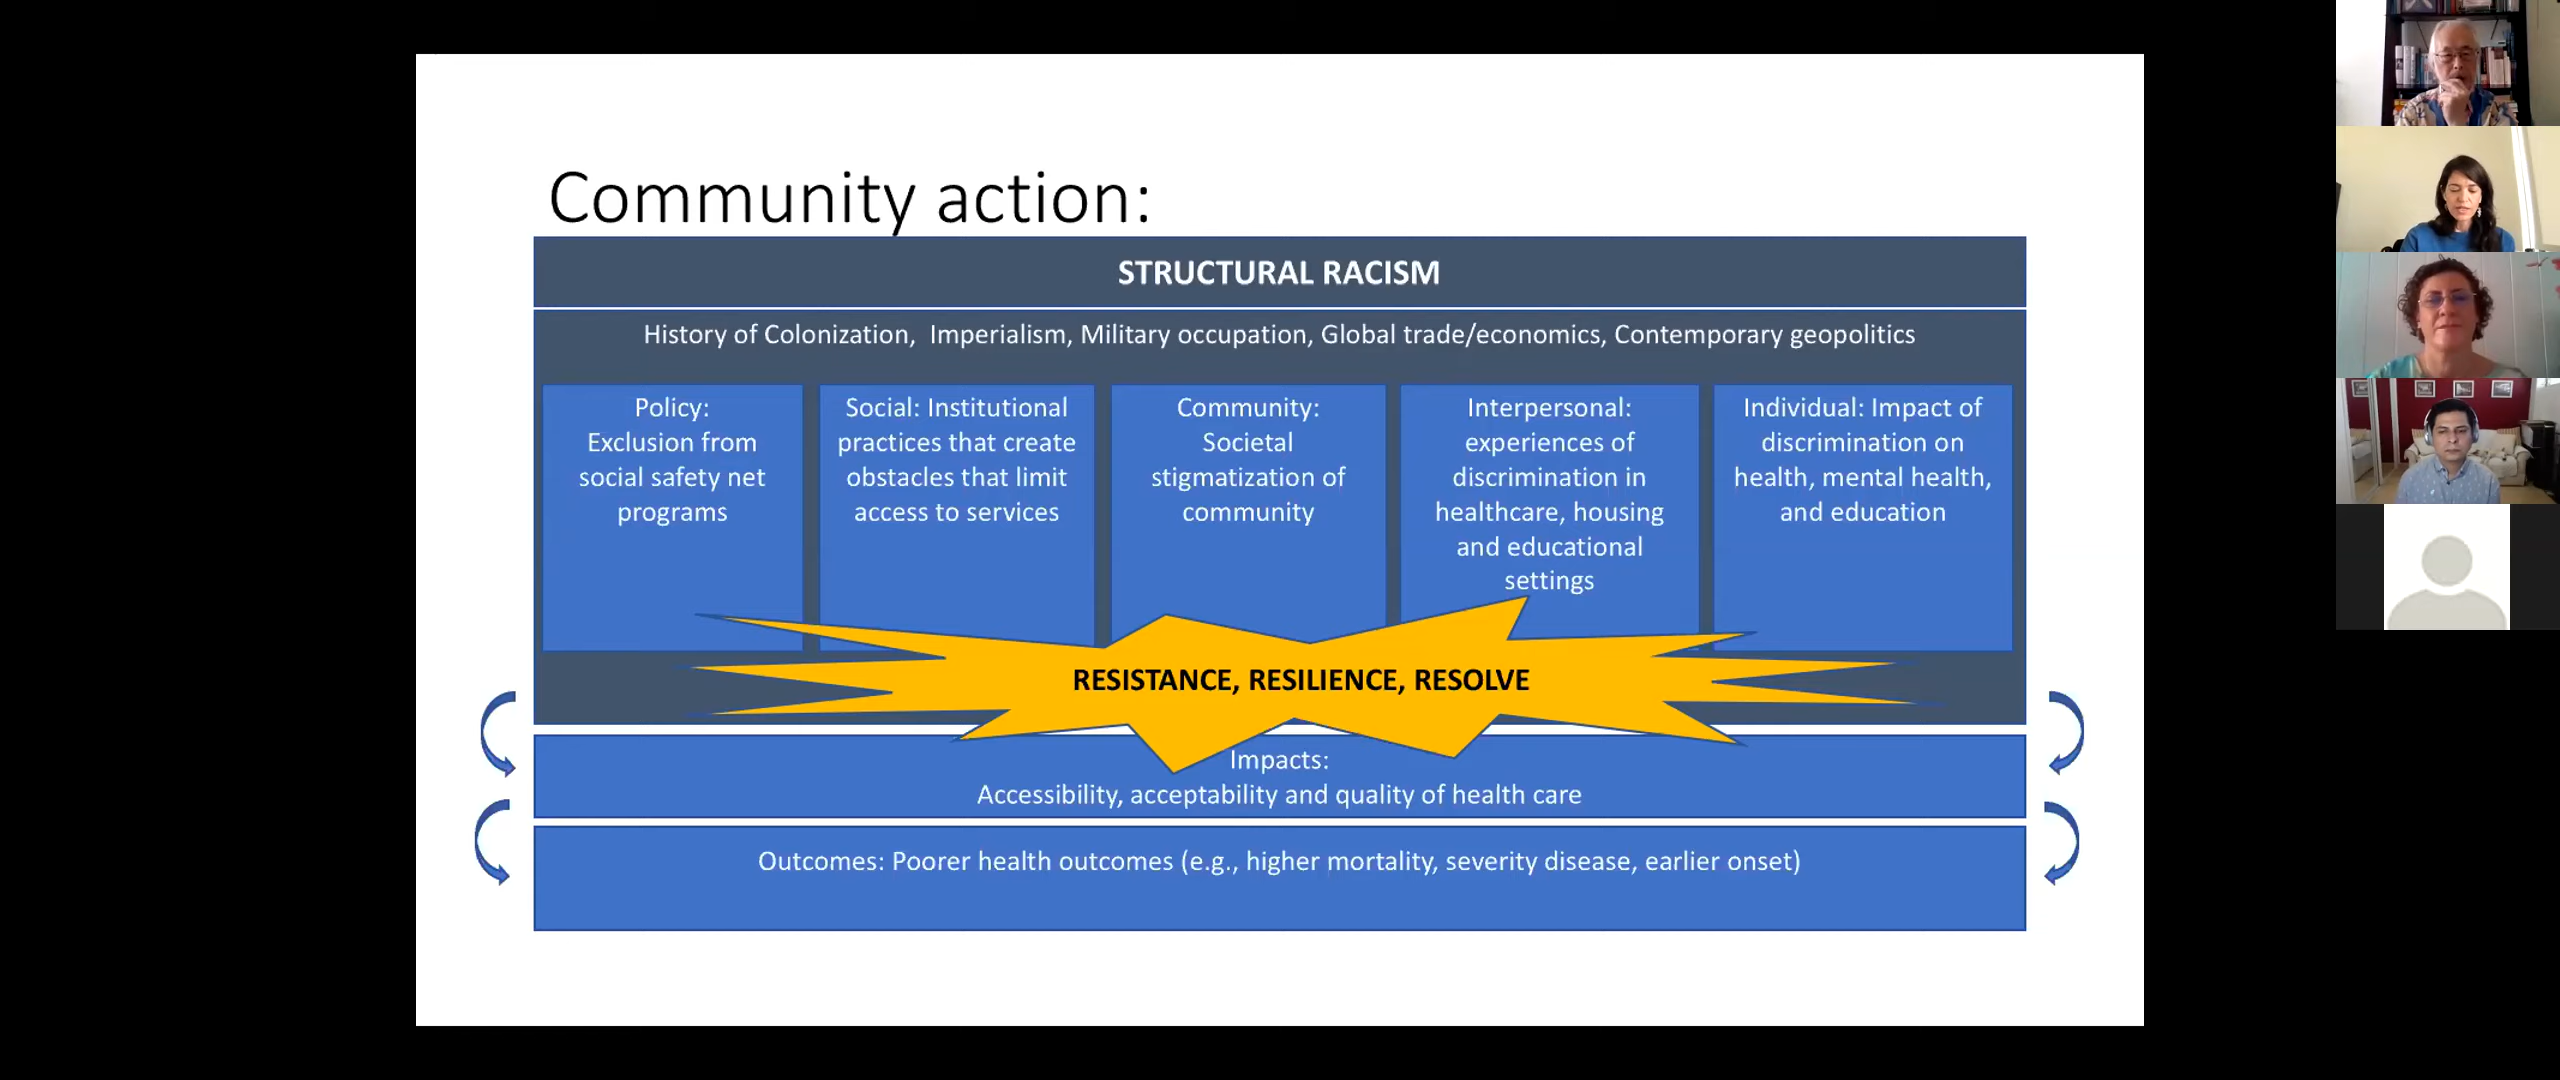 Community action:
STRUCTURAL RACISM
History of Colonization, Imperialism, Military occupation, Global trade/economics, Contemporary geopolitics
Policy:
Exclusion from
social safety net
programs
Social: Institutional
practices that create
obstacles that limit
access to services
Community:
Societal
stigmatization of
community
Interpersonal:
experiences of
discrimination in
healthcare, housing
and educational
settings
Individual: Impact of
discrimination on
health, mental health,
and education
RESISTANCE, RESILIENCE, RESOLVE
Impacts:
Accessibility, acceptability and quality of health care
Outcomes: Poorer health outcomes (e.g., higher mortality, severity disease, earlier onset)